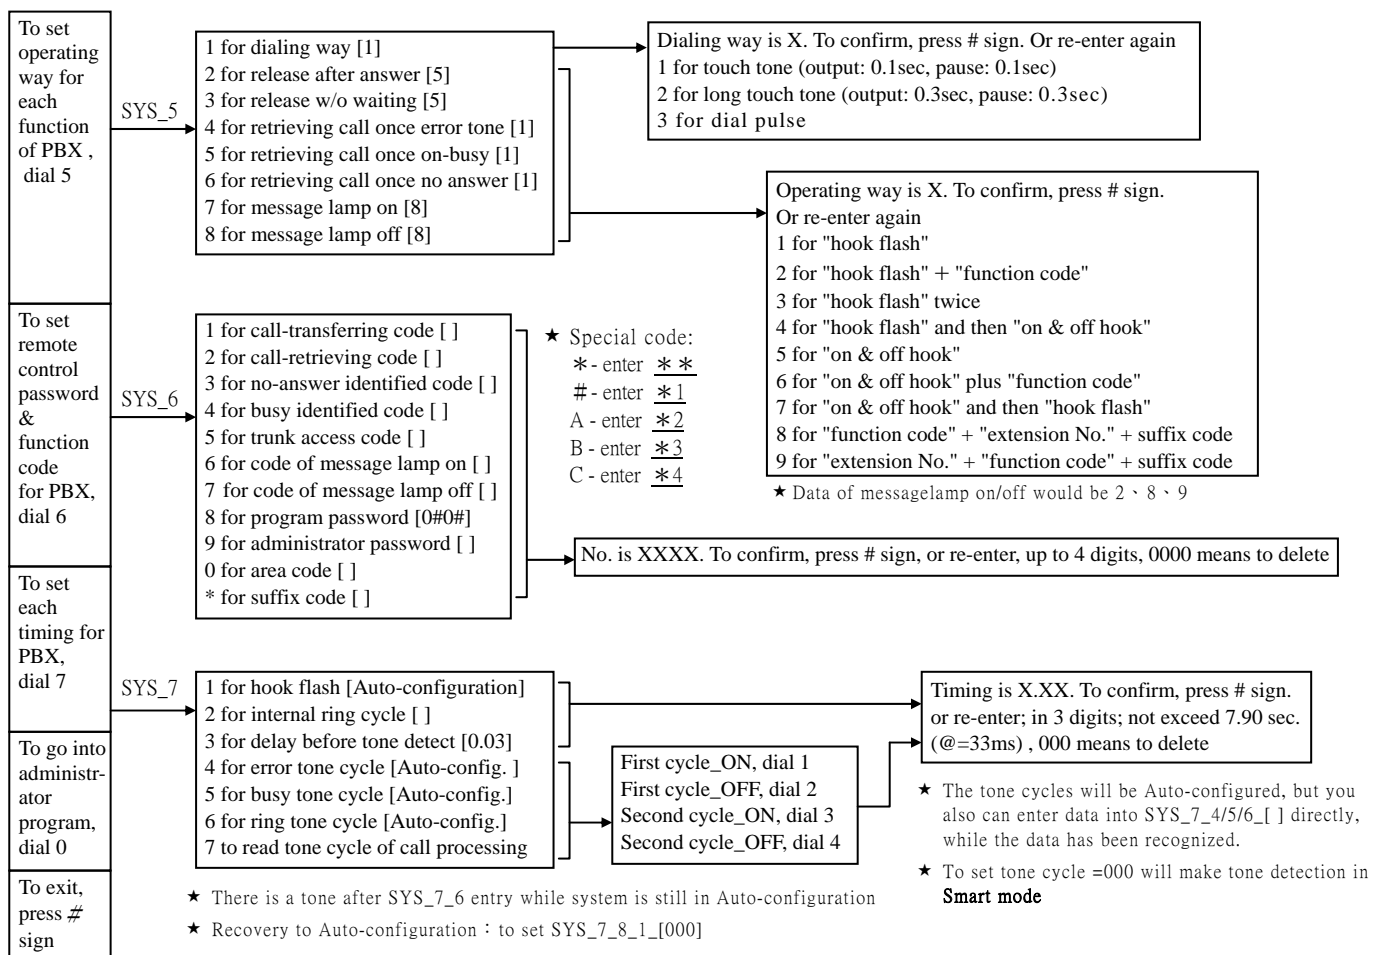 To set
operating
way for
each
function
of PBX ,
dial 5
SYS_5
1 for dialing way [1]
2 for release after answer [5]
3 for release w/o waiting [5]
4 for retrieving call once error tone [1]
5 for retrieving call once on-busy [1]
6 for retrieving call once no answer [1]
7 for message lamp on [8]
8 for message lamp off [8]
Dialing way is X. To confirm, press # sign. Or re-enter again
1 for touch tone (output: 0.1sec, pause: 0.1sec)
2 for long touch tone (output: 0.3sec, pause: 0.3sec)
3 for dial pulse
Operating way is X. To confirm, press # sign.
Or re-enter again
1 for "hook flash"
2 for "hook flash" + "function code"
3 for "hook flash" twice
4 for "hook flash" and then "on & off hook"
5 for "on & off hook"
6 for "on & off hook" plus "function code"
7 for "on & off hook" and then "hook flash"
8 for "function code" + "extension No." + suffix code
9 for "extension No." + "function code" + suffix code
★ Data of messagelamp on/off would be 2、8、9
To set
remote
control
password
&
function
code
for PBX,
dial 6
SYS_6
1 for call-transferring code [ ]
2 for call-retrieving code [ ]
3 for no-answer identified code [ ]
4 for busy identified code [ ]
5 for trunk access code [ ]
6 for code of message lamp on [ ]
7 for code of message lamp off [ ]
8 for program password [0#0#]
9 for administrator password [ ]
0 for area code [ ]
* for suffix code [ ]
★ Special code:
＊- enter ＊＊
＃- enter ＊1
A - enter ＊2
B - enter ＊3
C - enter ＊4
No. is XXXX. To confirm, press # sign, or re-enter, up to 4 digits, 0000 means to delete
To set
each
timing for
PBX,
dial 7
SYS_7
1 for hook flash [Auto-configuration]
2 for internal ring cycle [ ]
3 for delay before tone detect [0.03]
4 for error tone cycle [Auto-config. ]
5 for busy tone cycle [Auto-config.]
6 for ring tone cycle [Auto-config.]
7 to read tone cycle of call processing
First cycle_ON, dial 1
First cycle_OFF, dial 2
Second cycle_ON, dial 3
Second cycle_OFF, dial 4
Timing is X.XX. To confirm, press # sign.
or re-enter; in 3 digits; not exceed 7.90 sec.
(@=33ms) , 000 means to delete
★ The tone cycles will be Auto-configured, but you
also can enter data into SYS_7_4/5/6_[ ] directly,
while the data has been recognized.
★ To set tone cycle =000 will make tone detection in
Smart mode
To go into
administr-
ator
program,
dial 0
To exit,
press #
sign
★ There is a tone after SYS_7_6 entry while system is still in Auto-configuration
★ Recovery to Auto-configuration：to set SYS_7_8_1_[000]